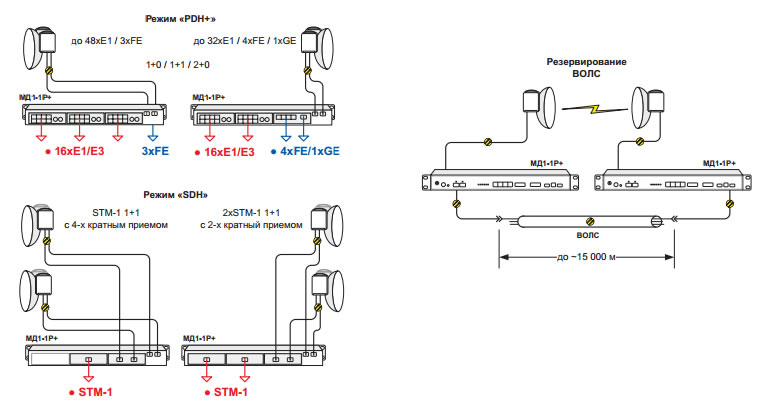 Режим «PDH+»
до 48xE1 / 3xFE
до 32xE1 / 4xFE / 1xGE
1+0 / 1+1 / 2+0
МД1-1Р+
МД1-1Р+
● 16xE1/E3
3xFE
● 16xE1/E3
● 4xFE/1xGE
Режим «SDH»
STM-1 1+1
с 4-х кратным приемом
2xSTM-1 1+1
с 2-х кратный приемом
МД1-1Р+
МД1-1Р+
● STM-1
● STM-1
Резервирование
ВОЛС
МД1-1Р+
МД1-1Р+
ВОЛС
до ~15 000 м